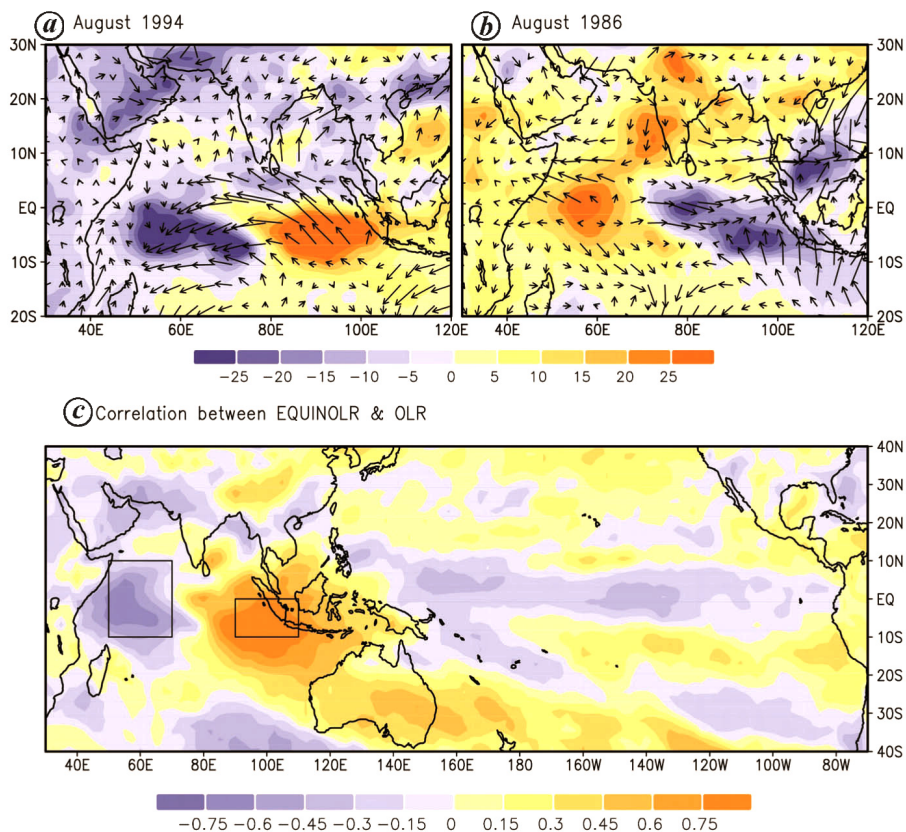 a August 1994
b August 1986
30N
20N
10N
EQ
10S
20S
40E 60E 80E 100E 120E
30N
20N
10N
EQ
10S
20S
40E 60E 80E 100E 120E
−25 −20 −15 −10 −5 0 5 10 15 20 25
c Correlation between EQUINOLR & OLR
40N
30N
20N
10N
EQ
10S
20S
30S
40S
40E 60E 80E 100E 120E 140E 160E 180 160W 140W 120W 100W 80W
−0.75 −0.6 −0.45 −0.3 −0.15 0 0.15 0.3 0.45 0.6 0.75